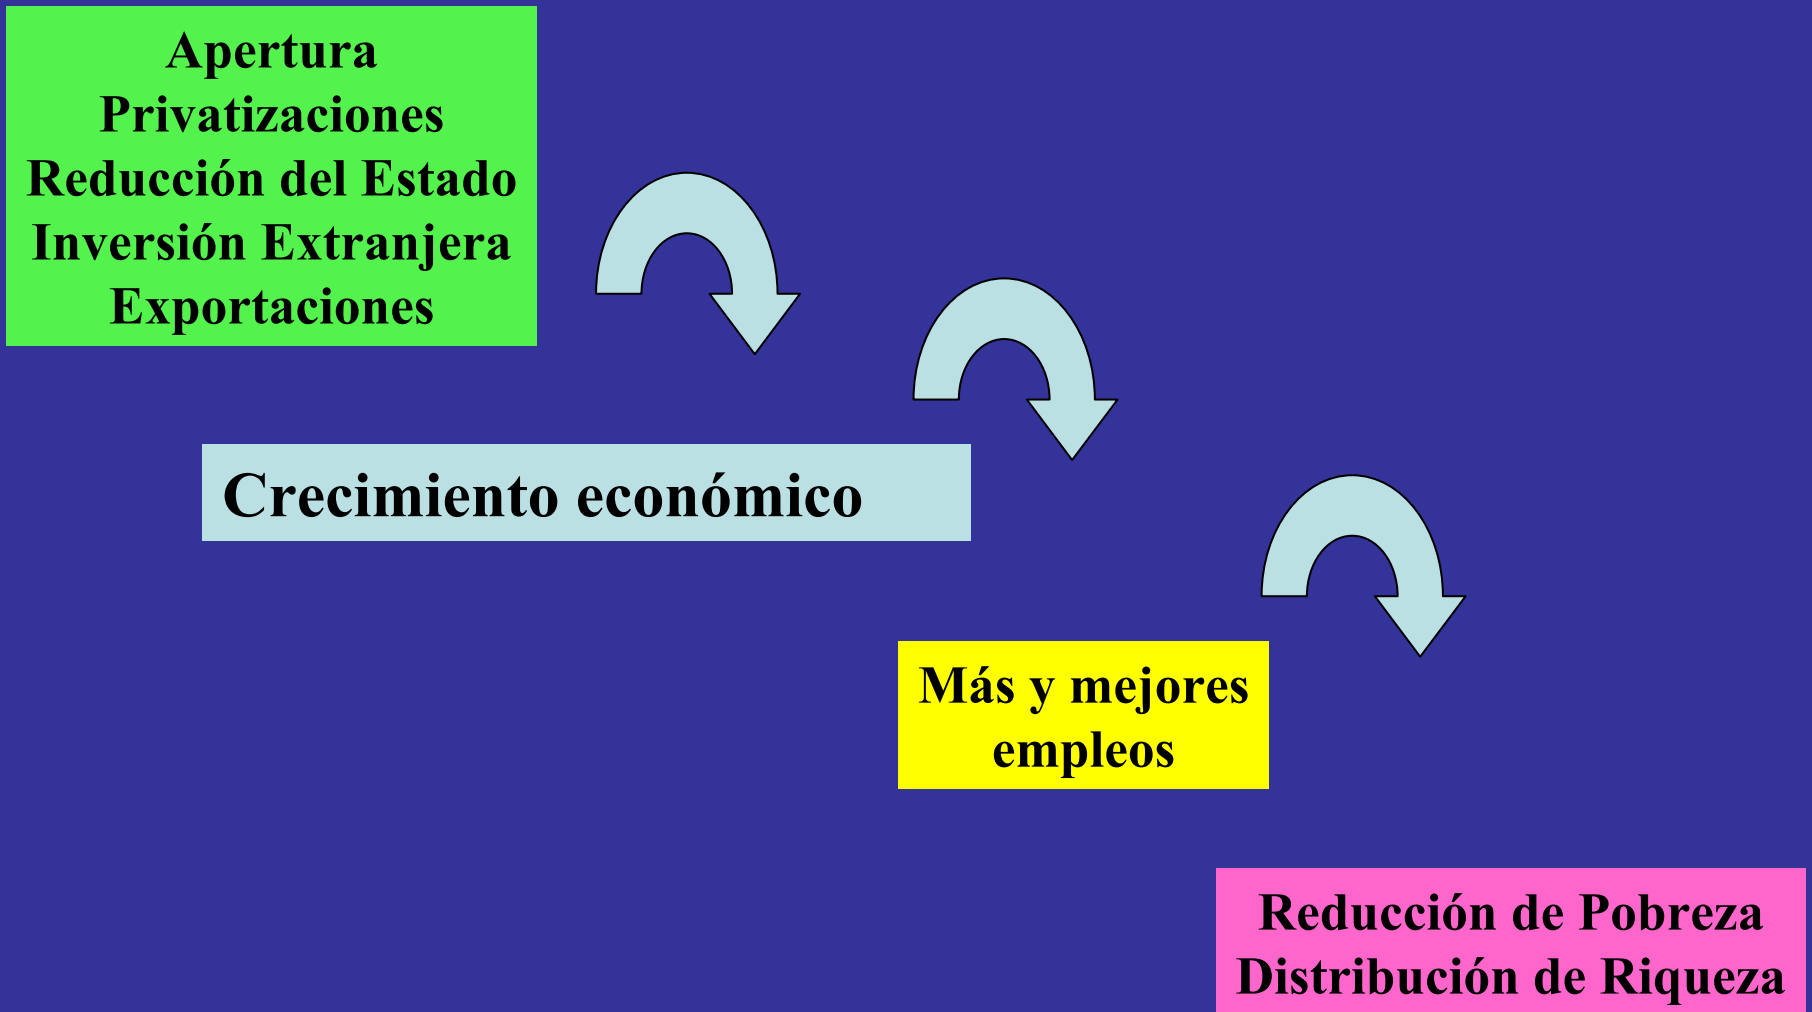 Apertura
Privatizaciones
Reducción del Estado
Inversión Extranjera
Exportaciones
Crecimiento económico
Más y mejores
empleos
Reducción de Pobreza
Distribución de Riqueza